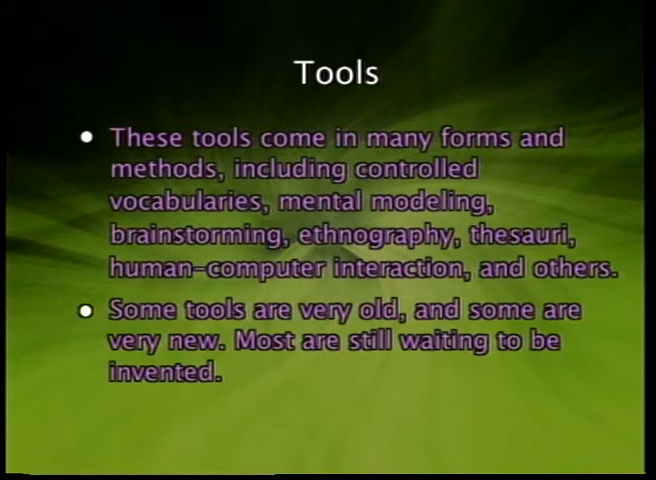 Tools
• These tools come in many forms and
methods, including controlled
vocabularies, mental modeling,
brainstorming, ethnography, thesauri,
human-computer interaction, and others.
• Some tools are very old, and some are
very new. Most are still waiting to be
invented.